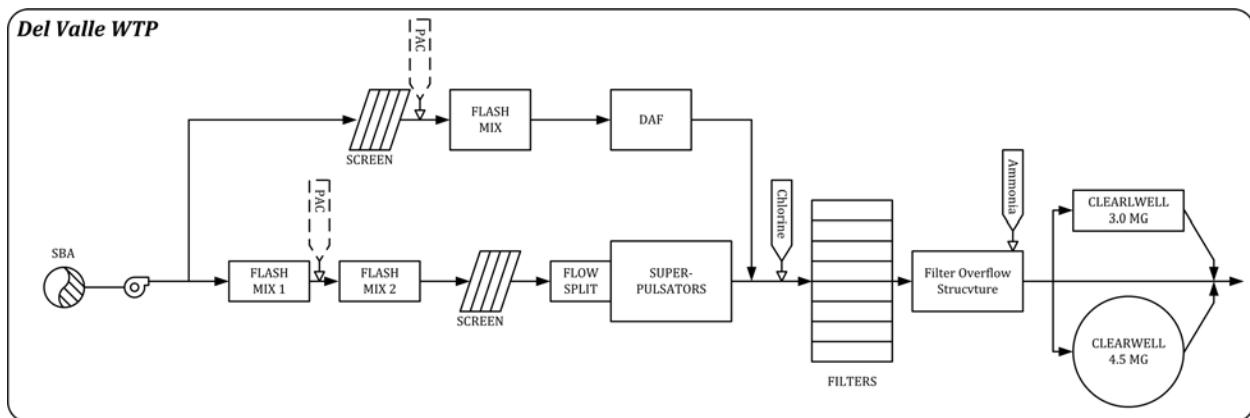 Del Valle WTP
PAC
FLASH
MIX
DAF
SCREEN
PAC
Chlorine
Ammonia
CLEARLWELL
3.0 MG
SBA
FLASH
MIX 1
FLASH
MIX 2
SCREEN
FLOW
SPLIT
SUPER-
PULSATORS
FILTERS
Filter Overflow
Strucvture
CLEARWELL
4.5 MG